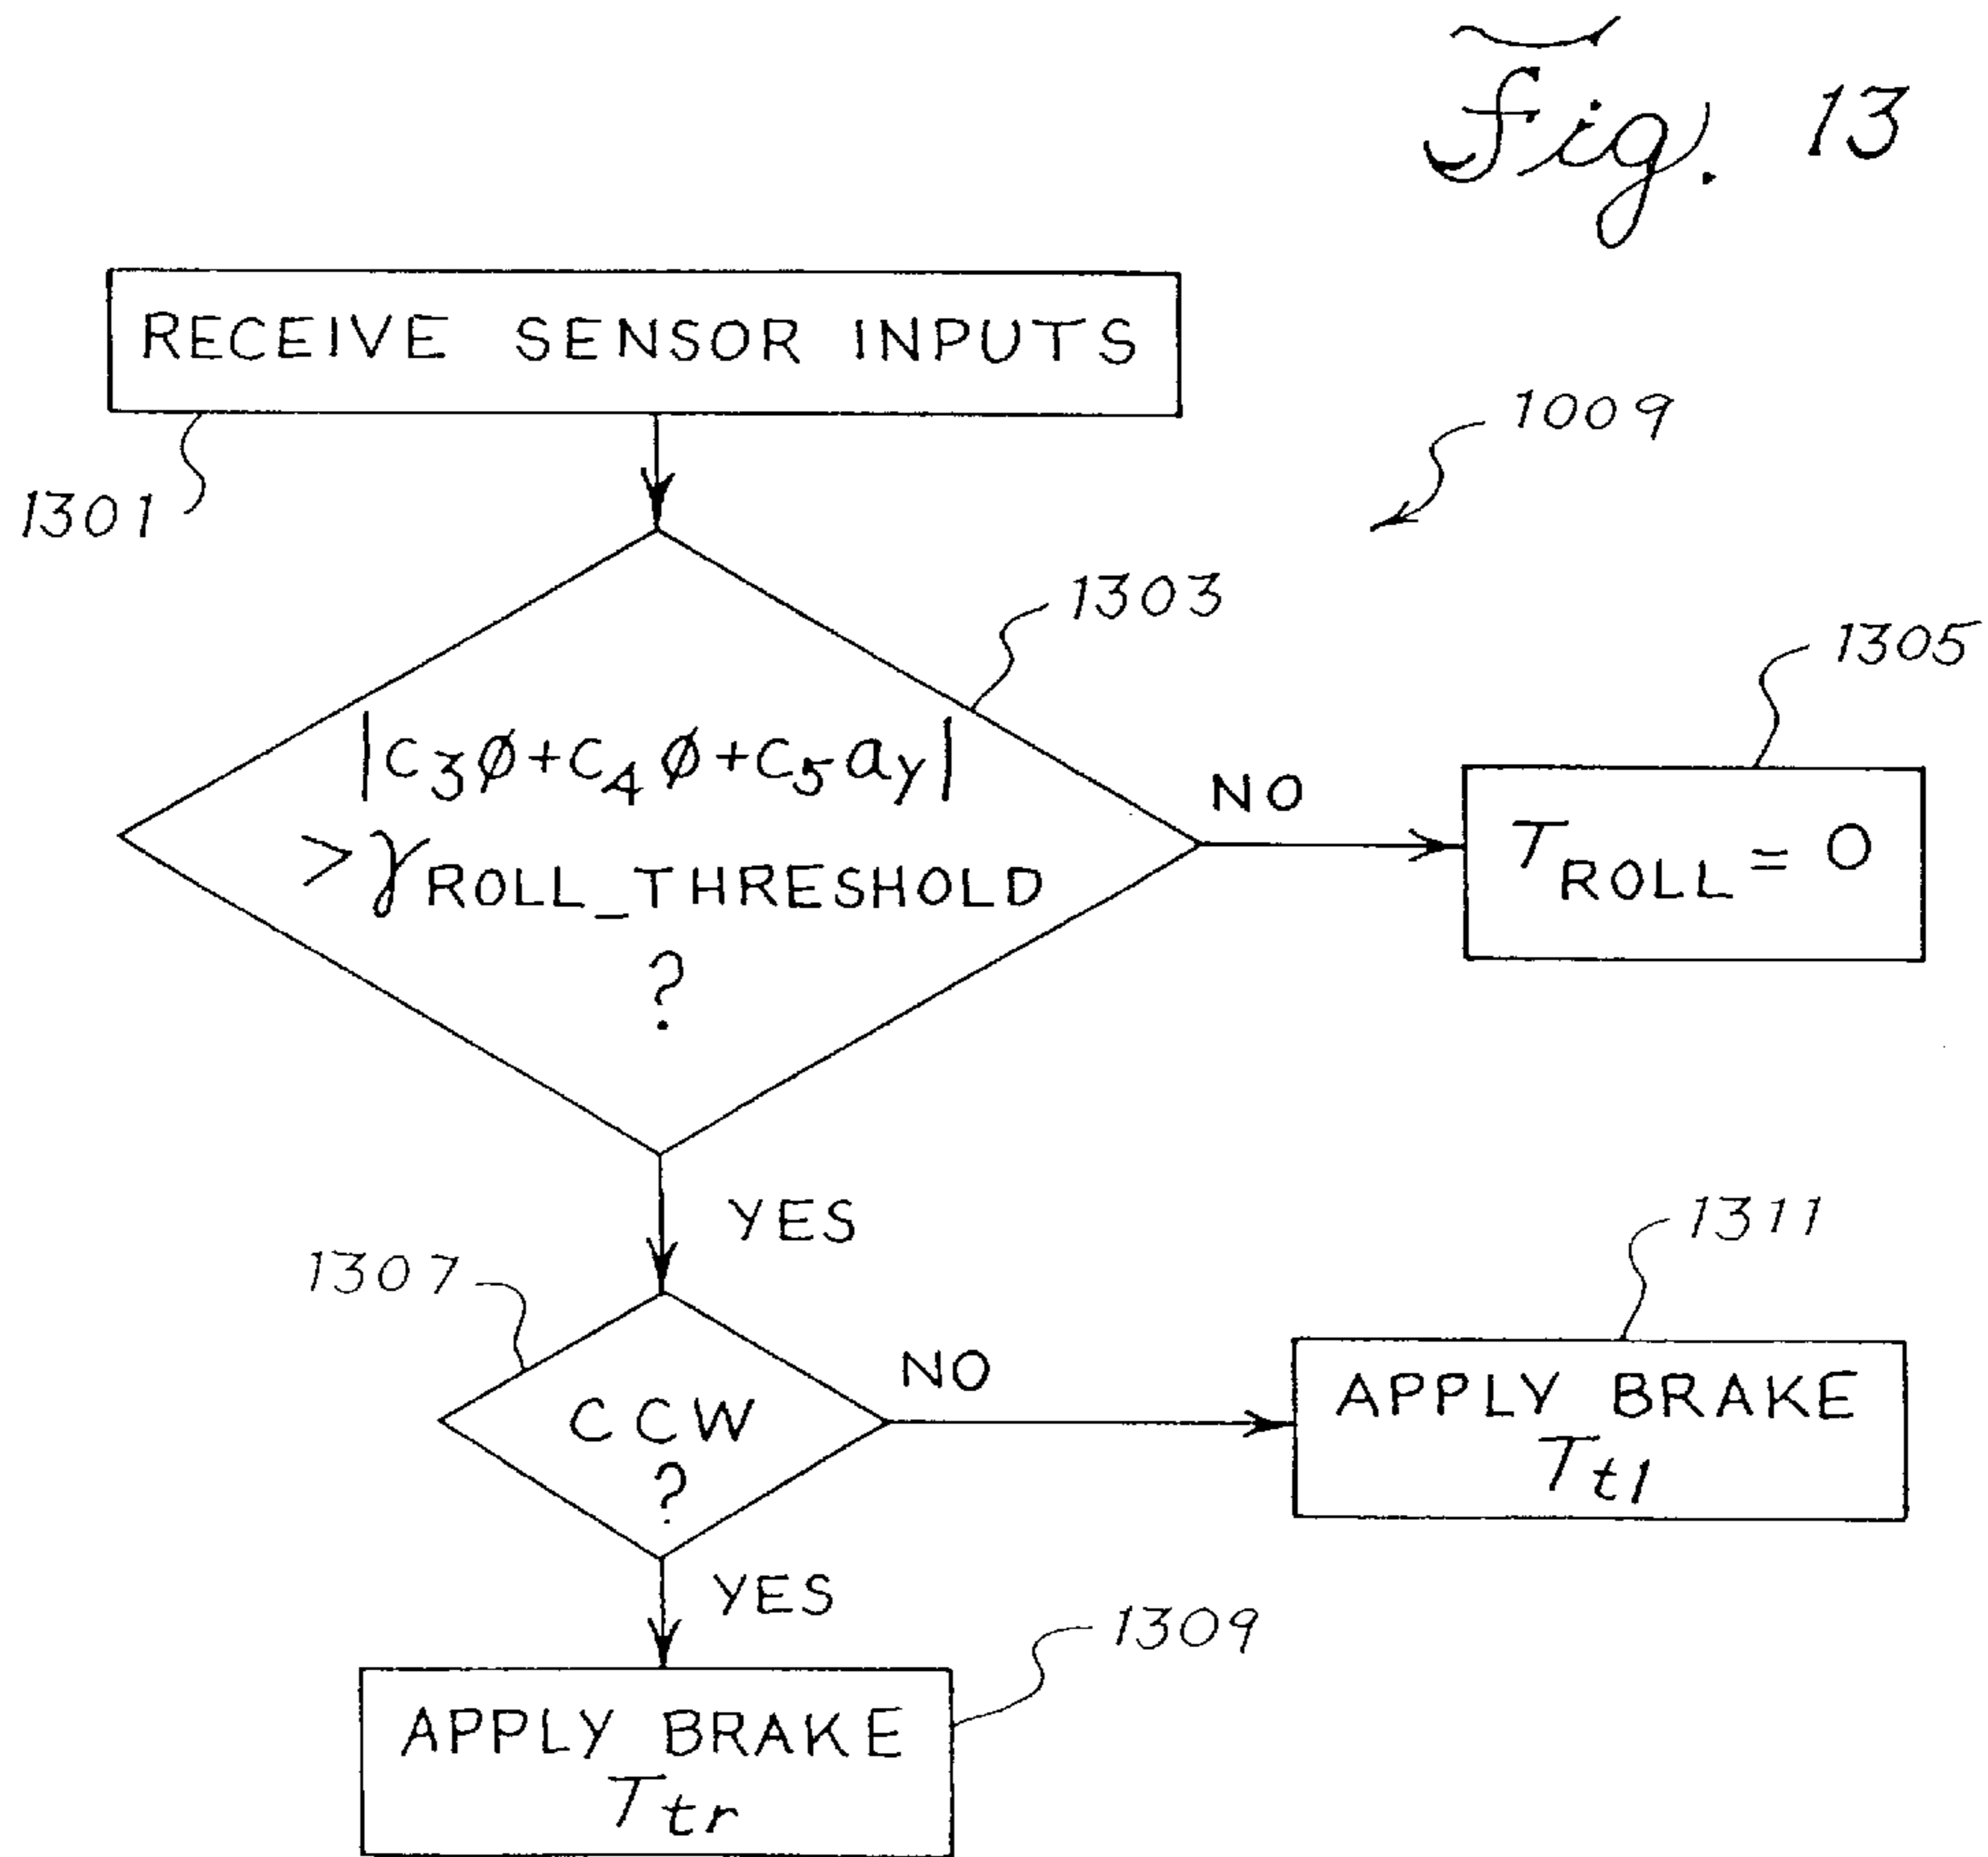 Fig. 13
RECEIVE SENSOR INPUTS
1009
1301
1303
1305
|c₃ø+c₄ø+c₅ay|
>γROLL_THRESHOLD
?
NO
TROLL = 0
YES
1311
1307
CCW
?
NO
APPLY BRAKE
Ttl
YES
1309
APPLY BRAKE
Ttr